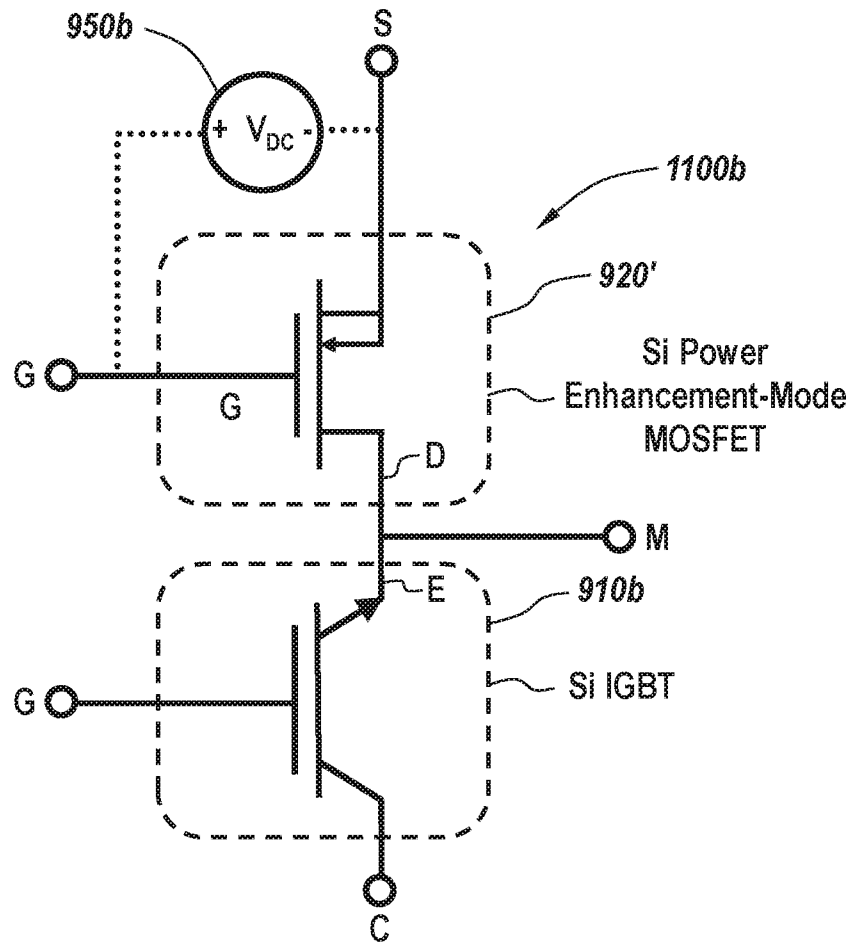 950b
S
+ VDC -
1100b
920'
G
G
Si Power
Enhancement-Mode
MOSFET
D
M
E
910b
G
Si IGBT
C